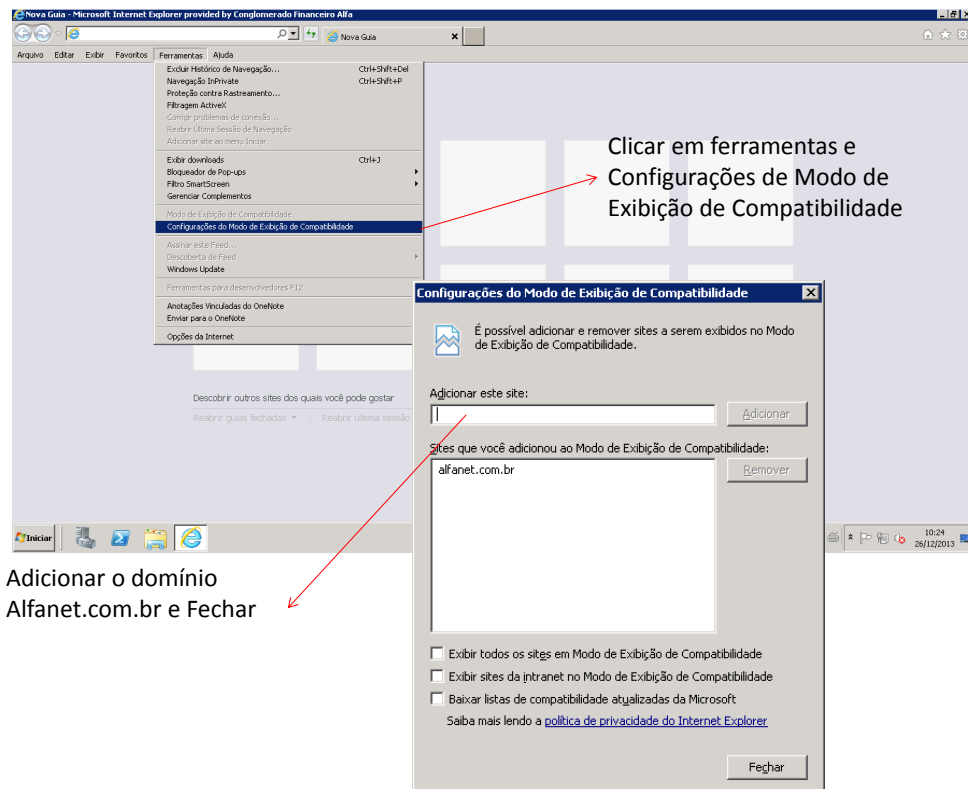 Nova Guia - Microsoft Internet Explorer provided by Conglomerado Financeiro Alfa
Nova Guia
Arquivo Editar Exibir Favoritos Ferramentas Ajuda
Excluir Histórico de Navegação... Ctrl+Shift+Del
Navegação InPrivate Ctrl+Shift+P
Proteção contra Rastreamento...
Filtragem ActiveX
Corrigir problemas de conexão...
Reabrir Última Sessão de Navegação
Adicionar site ao menu Iniciar
Exibir downloads Ctrl+J
Bloqueador de Pop-ups
Filtro SmartScreen
Gerenciar Complementos
Modo de Exibição de Compatibilidade
Configurações do Modo de Exibição de Compatibilidade
Assinar este Feed...
Descoberta de Feed
Windows Update
Ferramentas para desenvolvedores F12
Anotações Vinculadas do OneNote
Enviar para o OneNote
Opções da Internet
Clicar em ferramentas e
Configurações de Modo de
Exibição de Compatibilidade
Descobrir outros sites dos quais você pode gostar
Reabrir guias fechadas | Reabrir última sessão
Configurações do Modo de Exibição de Compatibilidade
É possível adicionar e remover sites a serem exibidos no Modo
de Exibição de Compatibilidade.
Adicionar este site:
Adicionar
Sites que você adicionou ao Modo de Exibição de Compatibilidade:
alfanet.com.br
Remover
Exibir todos os sites em Modo de Exibição de Compatibilidade
Exibir sites da intranet no Modo de Exibição de Compatibilidade
Baixar listas de compatibilidade atualizadas da Microsoft
Saiba mais lendo a política de privacidade do Internet Explorer
Fechar
Iniciar
10:24
26/12/2013
Adicionar o domínio
Alfanet.com.br e Fechar